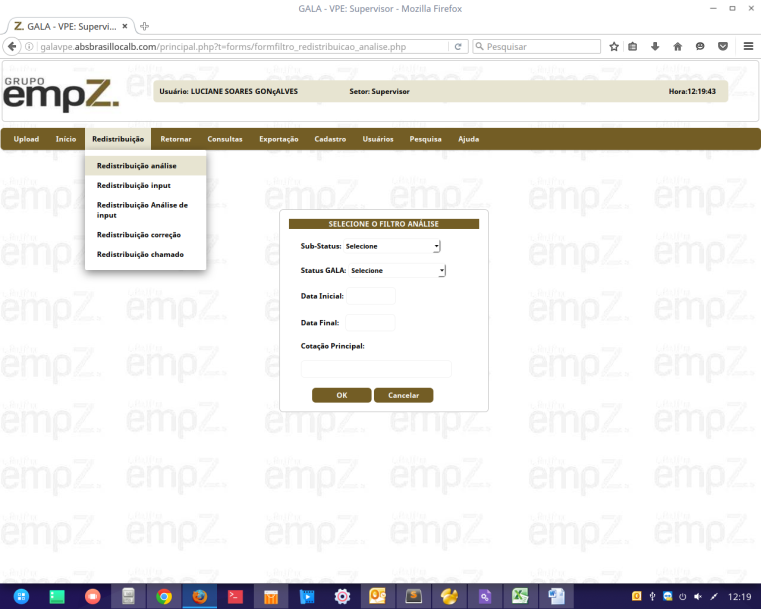 GALA - VPE: Supervisor - Mozilla Firefox
Z. GALA - VPE: Supervi...
galavpe.absbrasillocalb.com/principal.php?t=forms/formfiltro_redistribuicao_analise.php
Pesquisar
GRUPO
empZ.
Usuário: LUCIANE SOARES GONçALVES Setor: Supervisor Hora:12:19:43
Upload Início Redistribuição Retornar Consultas Exportação Cadastro Usuários Pesquisa Ajuda
Redistribuição análise
Redistribuição input
Redistribuição Análise de
input
Redistribuição correção
Redistribuição chamado
SELECIONE O FILTRO ANÁLISE
Sub-Status: Selecione
Status GALA: Selecione
Data Inicial:
Data Final:
Cotação Principal:
OK Cancelar
12:19